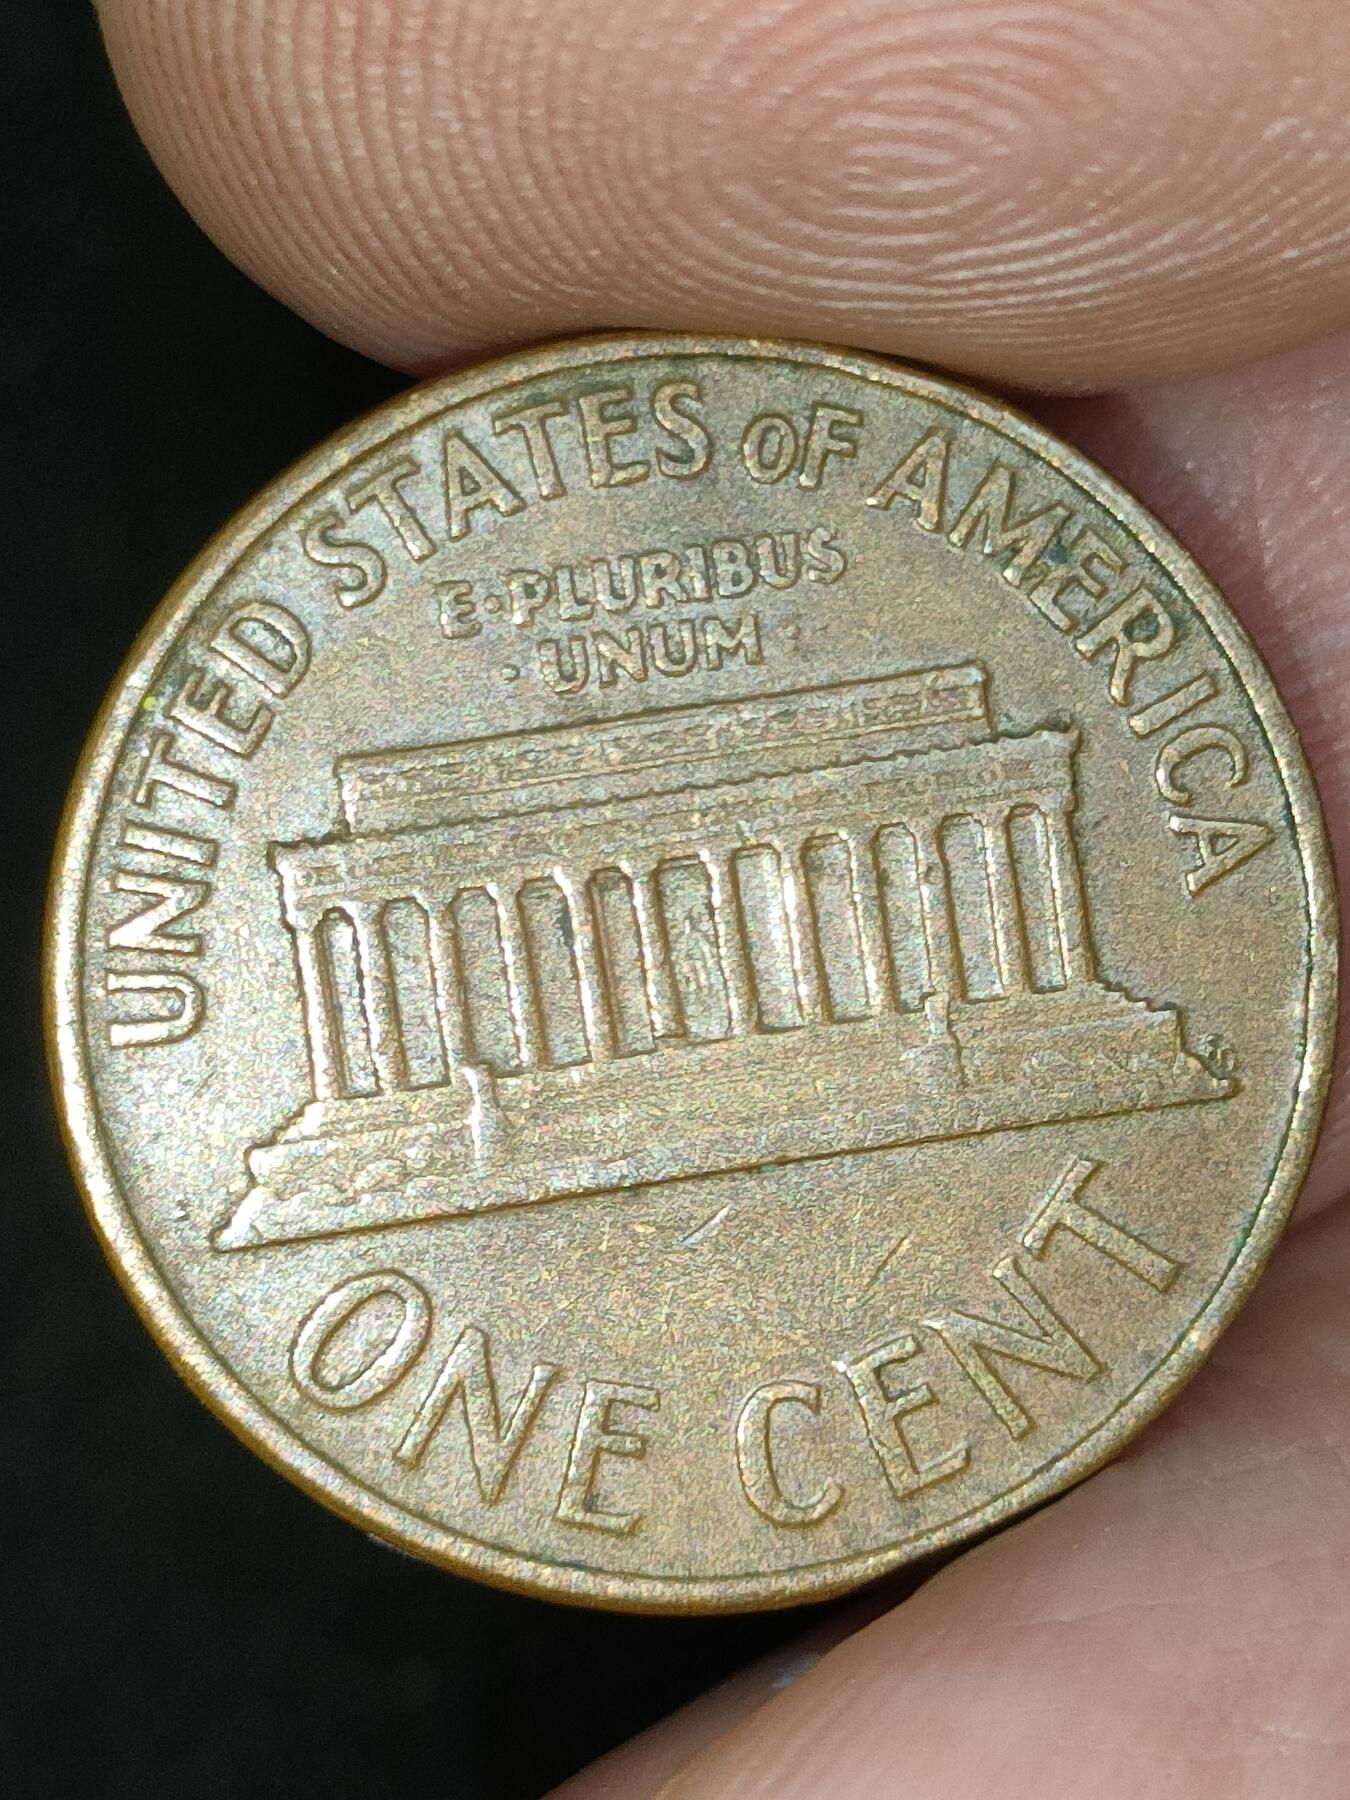 UNITED STATES OF AMERICA
E·PLURIBUS
·UNUM·
ONE CENT